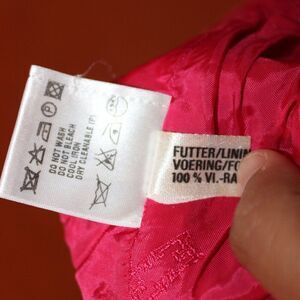 DO NOT WASH
DO NOT BLEACH
COOL IRON
DRY CLEANABLE (P)
FUTTER/LININ
VOERING/FO
100 % VI.-RA